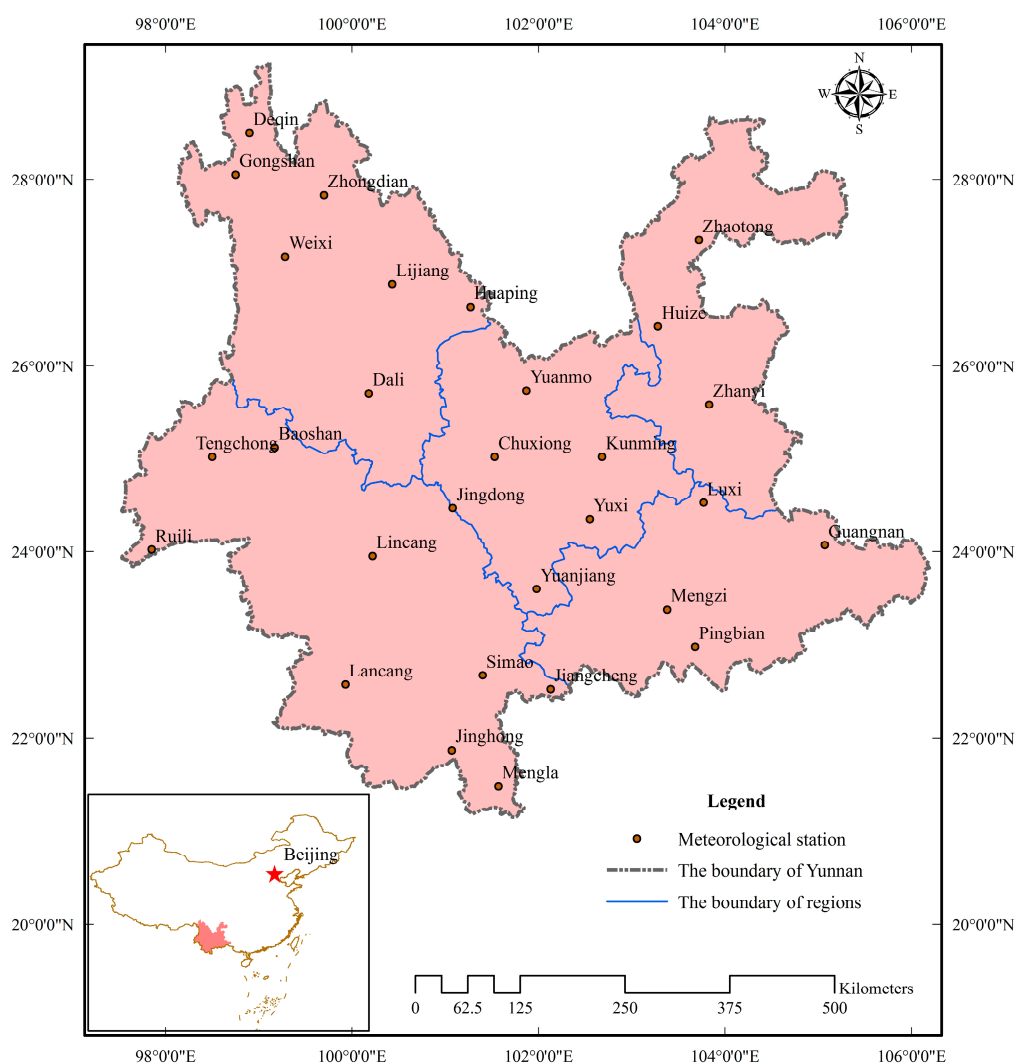 98°0'0"E 100°0'0"E 102°0'0"E 104°0'0"E 106°0'0"E
N
W E
S
Deqin
Gongshan
28°0'0"N 28°0'0"N
Zhongdian
Zhaotong
Weixi
Lijiang
Huaping
Huize
26°0'0"N 26°0'0"N
Dali
Yuanmo
Zhanyi
Baoshan
Tengchong
Chuxiong
Kunming
Jingdong
Luxi
Yuxi
Guangnan
Ruili
24°0'0"N 24°0'0"N
Lincang
Yuanjiang
Mengzi
Pingbian
Simao
Lancang
Jiangcheng
22°0'0"N 22°0'0"N
Jinghong
Mengla
Legend
Meteorological station
The boundary of Yunnan
The boundary of regions
Beijing
20°0'0"N 20°0'0"N
Kilometers
0 62.5 125 250 375 500
98°0'0"E 100°0'0"E 102°0'0"E 104°0'0"E 106°0'0"E